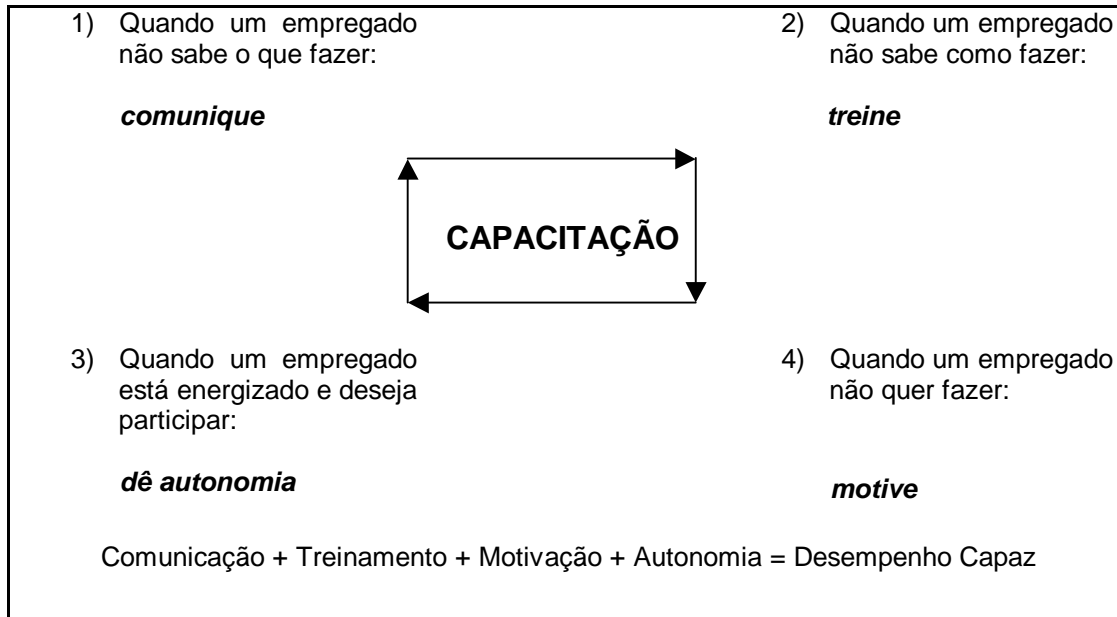 1) Quando um empregado
não sabe o que fazer:
comunique
2) Quando um empregado
não sabe como fazer:
treine
CAPACITAÇÃO
3) Quando um empregado
está energizado e deseja
participar:
dê autonomia
4) Quando um empregado
não quer fazer:
motive
Comunicação + Treinamento + Motivação + Autonomia = Desempenho Capaz